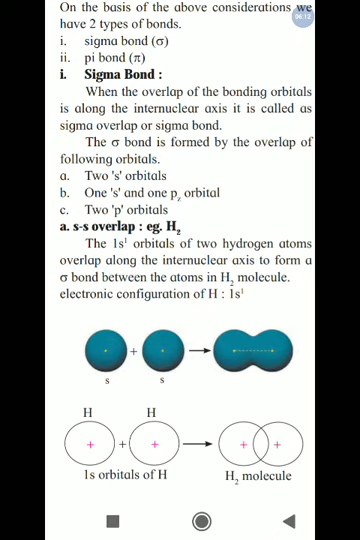 On the basis of the above considerations we
06:12
have 2 types of bonds.
i. sigma bond (σ)
ii. pi bond (π)
i. Sigma Bond :
When the overlap of the bonding orbitals
is along the internuclear axis it is called as
sigma overlap or sigma bond.
The σ bond is formed by the overlap of
following orbitals.
a. Two 's' orbitals
b. One 's' and one p_z orbital
c. Two 'p' orbitals
a. s-s overlap : eg. H₂
The 1s¹ orbitals of two hydrogen atoms
overlap along the internuclear axis to form a
σ bond between the atoms in H₂ molecule.
electronic configuration of H : 1s¹
+
s s
H H
+ + + + +
1s orbitals of H H₂ molecule